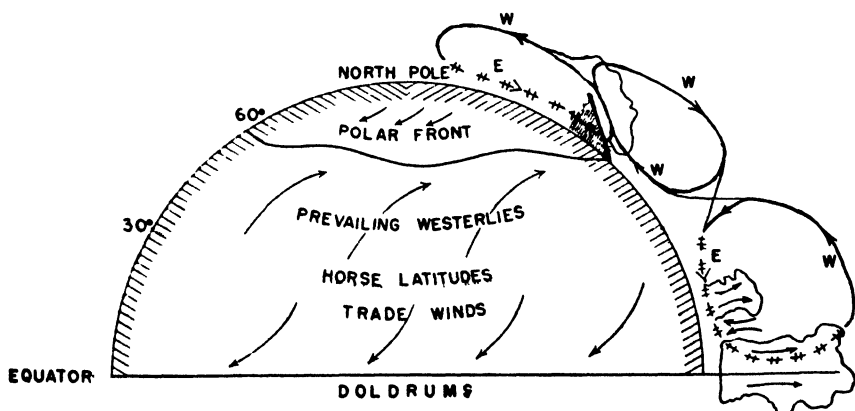 W
NORTH POLE
E
W
60°
POLAR FRONT
W
30°
PREVAILING WESTERLIES
E
W
HORSE LATITUDES
TRADE WINDS
EQUATOR
DOLDRUMS